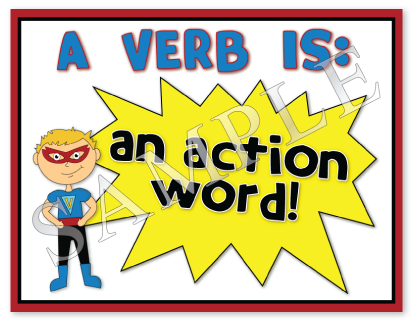 A VERB IS:
an action
word!
SAMPLE
V